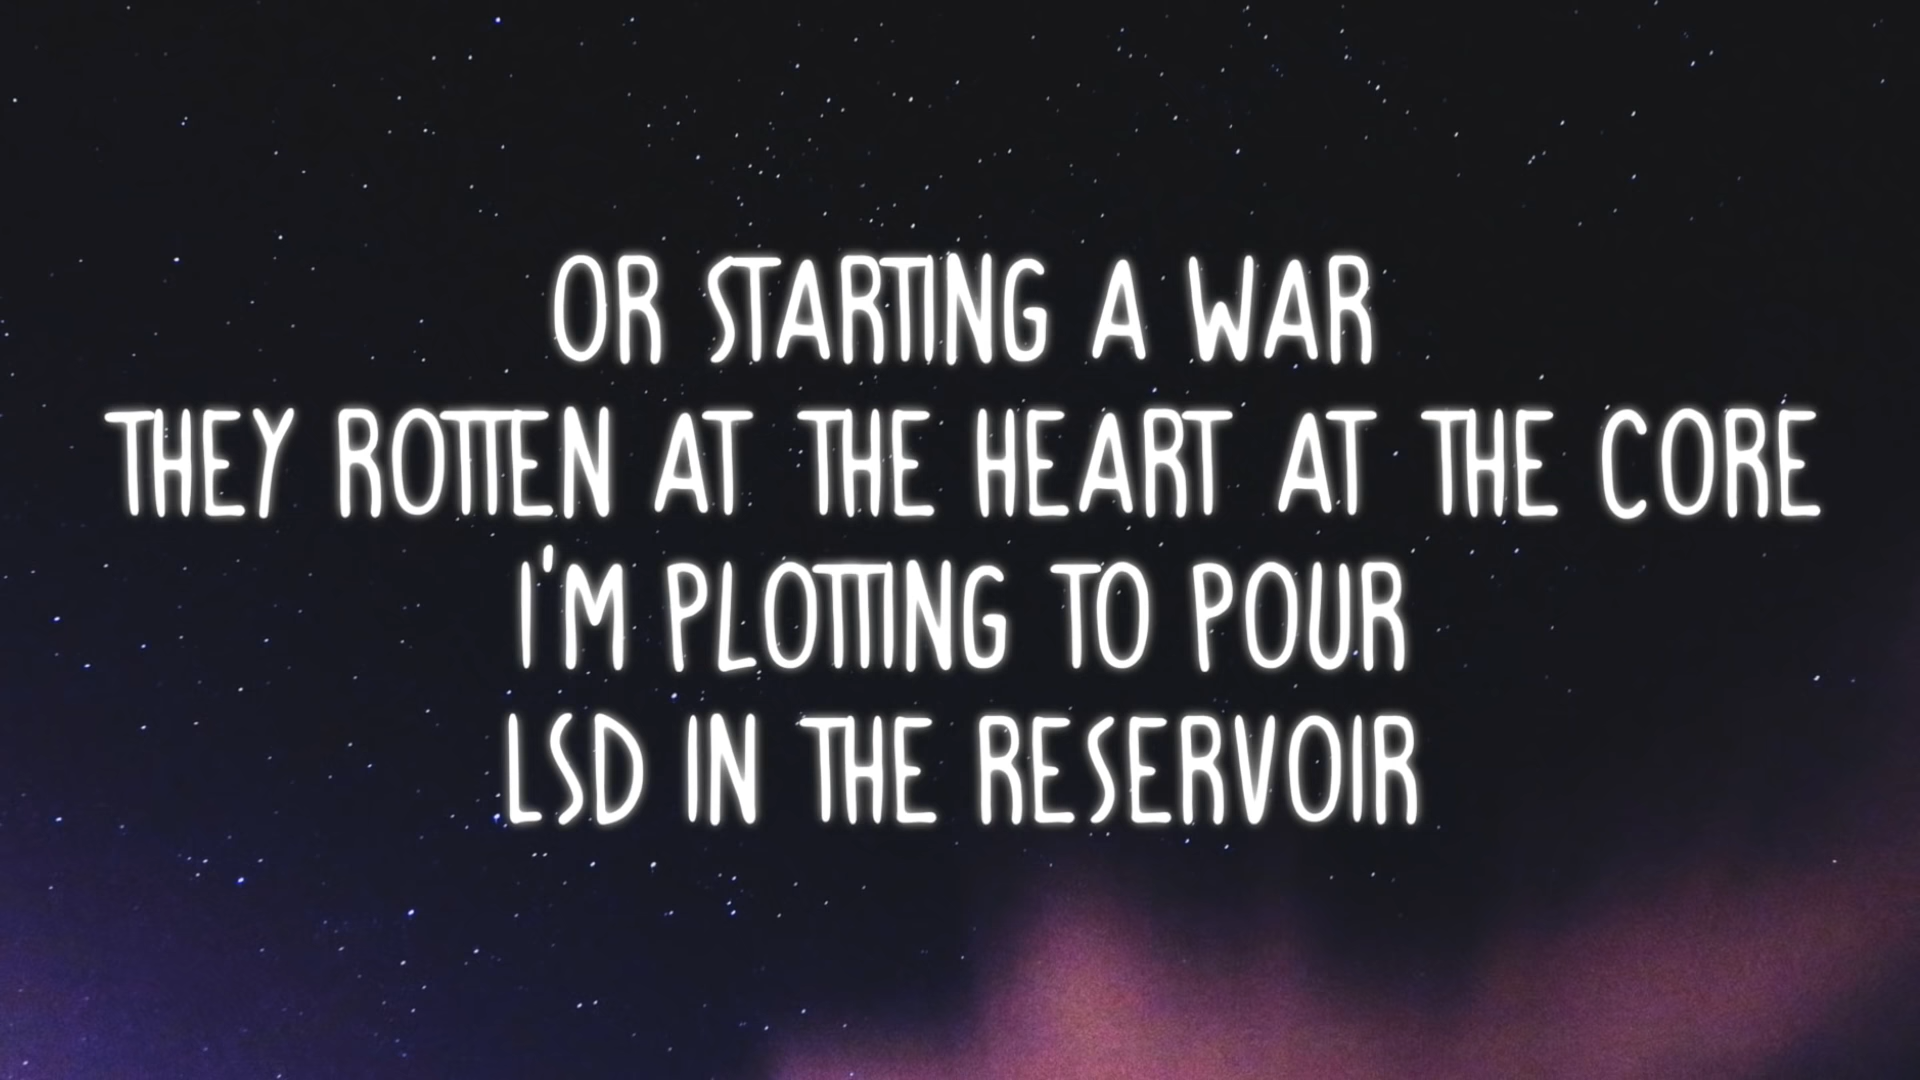 OR STARTING A WAR
THEY ROTTEN AT THE HEART AT THE CORE
I'M PLOTTING TO POUR
LSD IN THE RESERVOIR